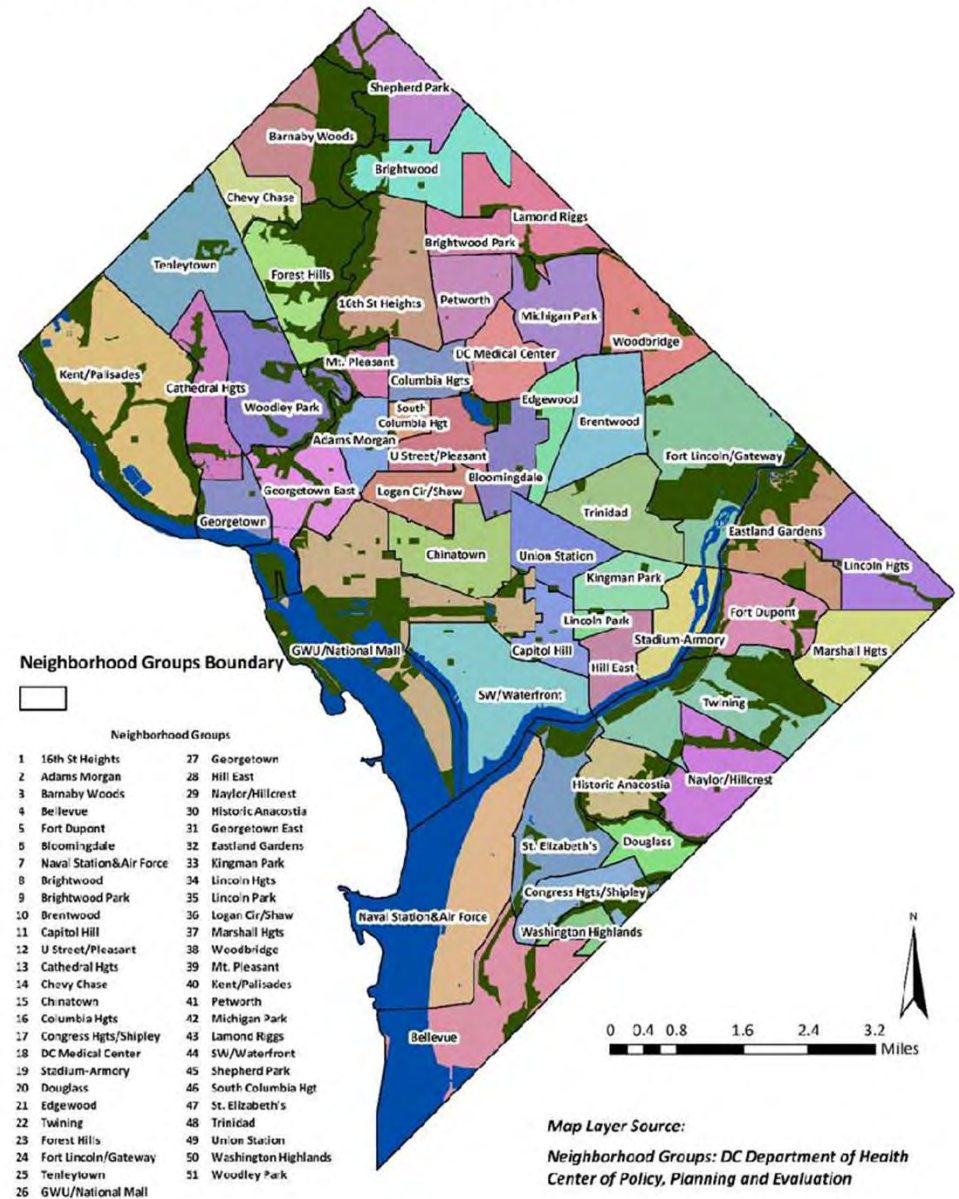 Shepherd Park
Barnaby Woods
Brightwood
Chevy Chase
Lamond Riggs
Brightwood Park
Tenleytown
Forest Hills
16th St Heights
Petworth
Michigan Park
Woodbridge
DC Medical Center
Mt. Pleasant
Kent/Palisades
Cathedral Hgts
Columbia Hgts
Edgewood
Woodley Park
South
Columbia Hgt
Brentwood
Adams Morgan
U Street/Pleasant
Fort Lincoln/Gateway
Bloomingdale
Georgetown East
Logan Cir/Shaw
Trinidad
Georgetown
Eastland Gardens
Chinatown
Union Station
Lincoln Hgts
Kingman Park
Fort Dupont
Lincoln Park
Stadium-Armory
GWU/National Mall
Capitol Hill
Marshall Hgts
Hill East
SW/Waterfront
Twining
Naylor/Hillcrest
Historic Anacostia
St. Elizabeth's
Douglass
Congress Hgts/Shipley
Naval Station&Air Force
Washington Highlands
Bellevue
Neighborhood Groups Boundary
Neighborhood Groups
1 16th St Heights
2 Adams Morgan
3 Barnaby Woods
4 Bellevue
5 Fort Dupont
6 Bloomingdale
7 Naval Station&Air Force
8 Brightwood
9 Brightwood Park
10 Brentwood
11 Capitol Hill
12 U Street/Pleasant
13 Cathedral Hgts
14 Chevy Chase
15 Chinatown
16 Columbia Hgts
17 Congress Hgts/Shipley
18 DC Medical Center
19 Stadium-Armory
20 Douglass
21 Edgewood
22 Twining
23 Forest Hills
24 Fort Lincoln/Gateway
25 Tenleytown
26 GWU/National Mall
27 Georgetown
28 Hill East
29 Naylor/Hillcrest
30 Historic Anacostia
31 Georgetown East
32 Eastland Gardens
33 Kingman Park
34 Lincoln Hgts
35 Lincoln Park
36 Logan Cir/Shaw
37 Marshall Hgts
38 Woodbridge
39 Mt. Pleasant
40 Kent/Palisades
41 Petworth
42 Michigan Park
43 Lamond Riggs
44 SW/Waterfront
45 Shepherd Park
46 South Columbia Hgt
47 St. Elizabeth's
48 Trinidad
49 Union Station
50 Washington Highlands
51 Woodley Park
N
0 0.4 0.8 1.6 2.4 3.2
Miles
Map Layer Source:
Neighborhood Groups: DC Department of Health
Center of Policy, Planning and Evaluation